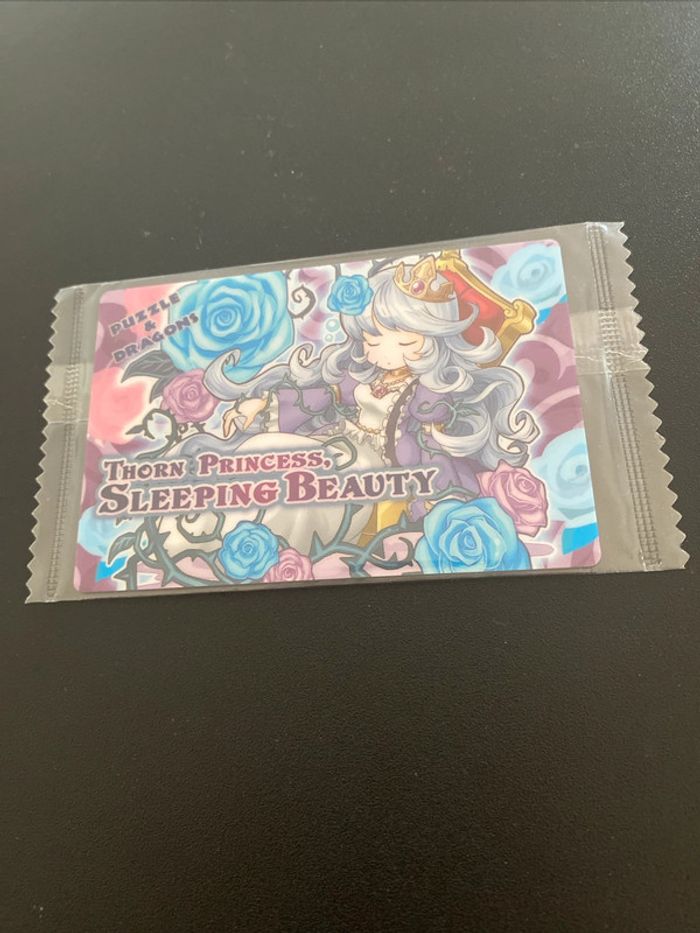 PUZZLE
&
DRAGONS
THORN PRINCESS,
SLEEPING BEAUTY